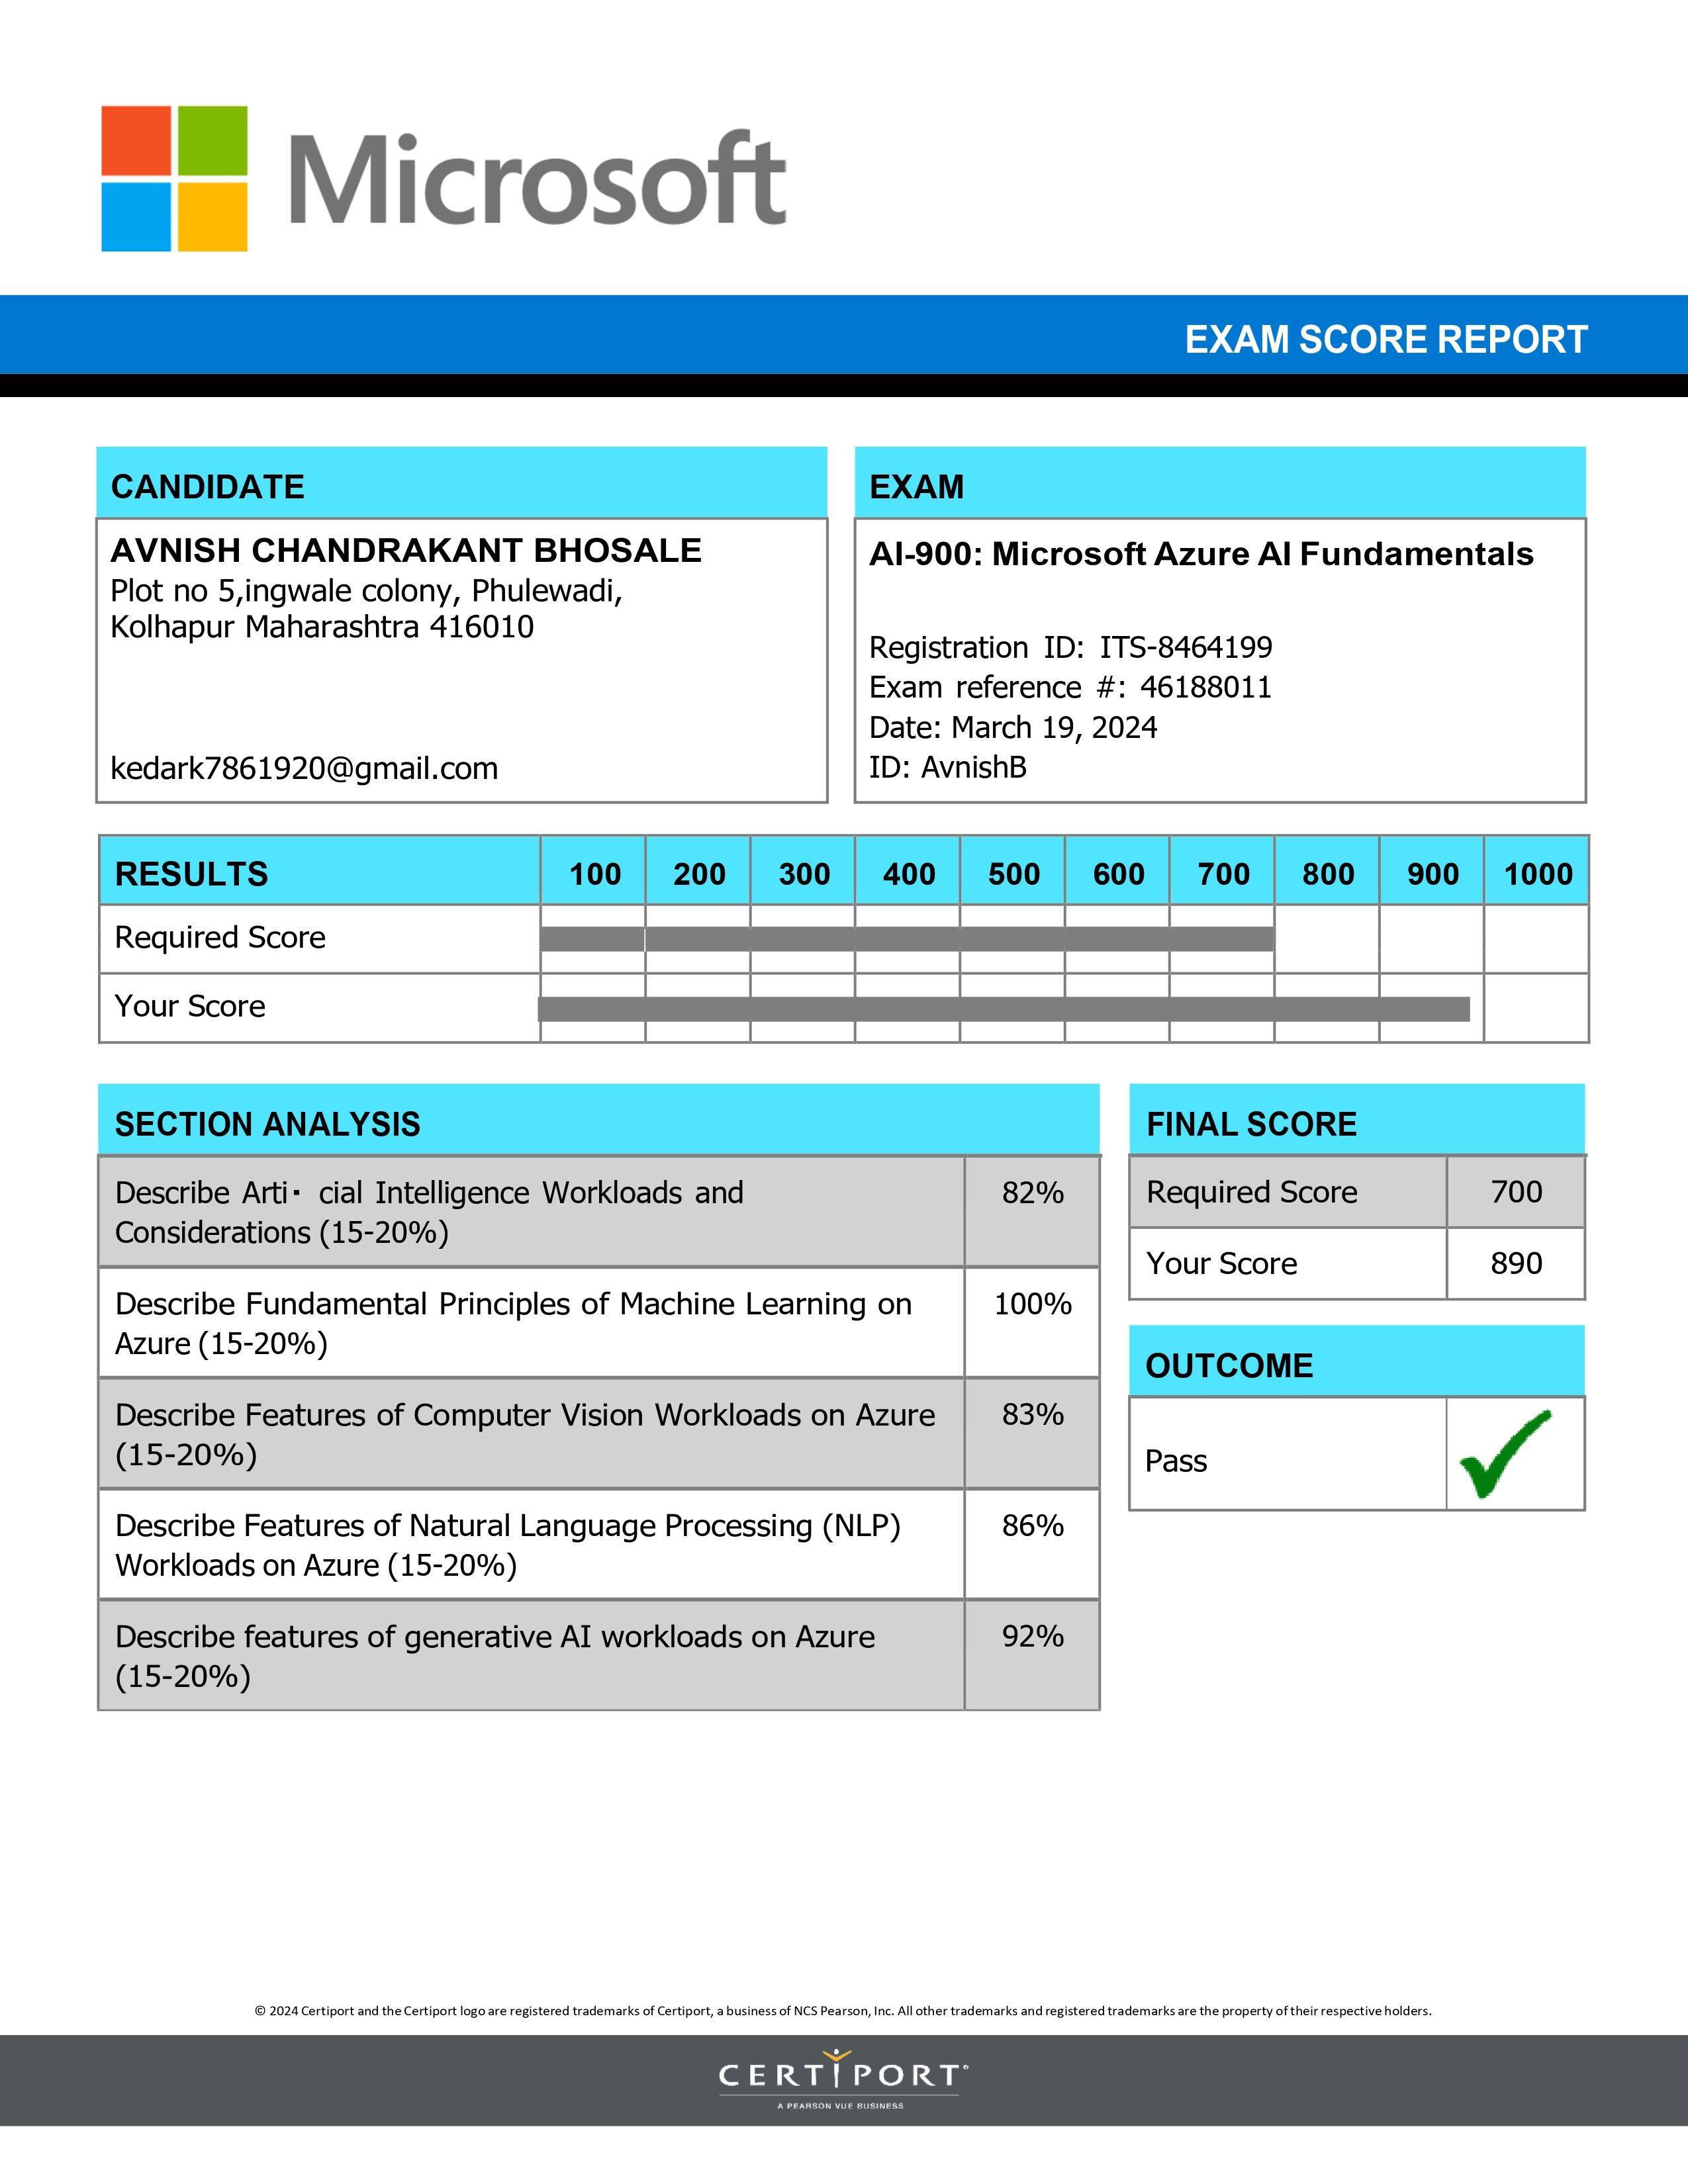 Microsoft
EXAM SCORE REPORT
CANDIDATE
AVNISH CHANDRAKANT BHOSALE
Plot no 5,ingwale colony, Phulewadi,
Kolhapur Maharashtra 416010
kedark7861920@gmail.com
EXAM
AI-900: Microsoft Azure AI Fundamentals
Registration ID: ITS-8464199
Exam reference #: 46188011
Date: March 19, 2024
ID: AvnishB
RESULTS 100 200 300 400 500 600 700 800 900 1000
Required Score
Your Score
SECTION ANALYSIS
Describe Arti· cial Intelligence Workloads and 82%
Considerations (15-20%)
Describe Fundamental Principles of Machine Learning on 100%
Azure (15-20%)
Describe Features of Computer Vision Workloads on Azure 83%
(15-20%)
Describe Features of Natural Language Processing (NLP) 86%
Workloads on Azure (15-20%)
Describe features of generative AI workloads on Azure 92%
(15-20%)
FINAL SCORE
Required Score 700
Your Score 890
OUTCOME
Pass
© 2024 Certiport and the Certiport logo are registered trademarks of Certiport, a business of NCS Pearson, Inc. All other trademarks and registered trademarks are the property of their respective holders.
CERTIPORT
A PEARSON VUE BUSINESS